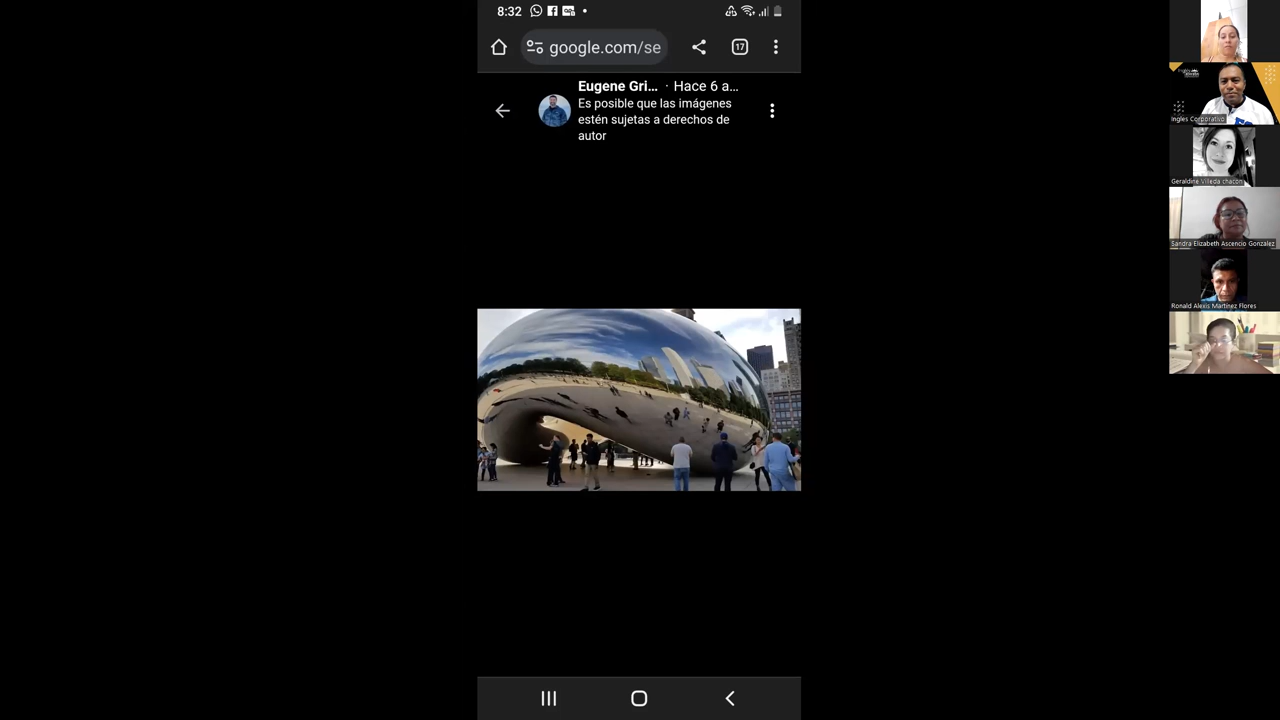 8:32
google.com/se
17
Eugene Gri... · Hace 6 a...
Es posible que las imágenes
estén sujetas a derechos de
autor
Ingles Corporativo
Geraldine Villeda chacon
Sandra Elizabeth Ascencio Gonzalez
Ronald Alexis Martinez Flores